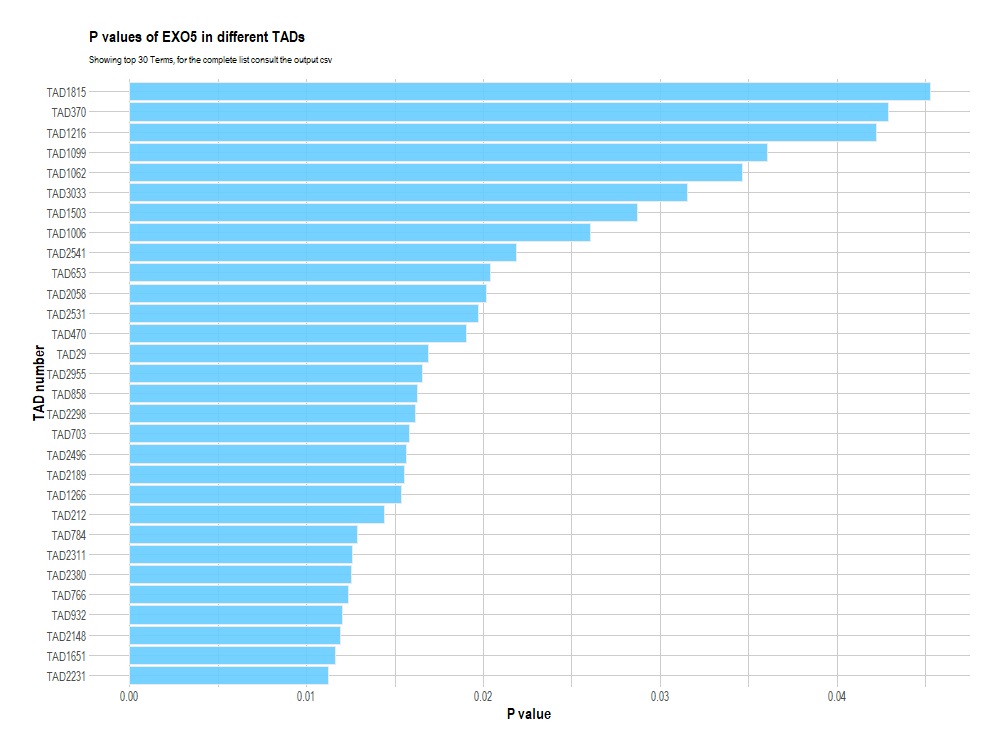 P values of EXO5 in different TADs
Showing top 30 Terms, for the complete list consult the output csv
TAD1815
TAD370
TAD1216
TAD1099
TAD1062
TAD3033
TAD1503
TAD1006
TAD2541
TAD653
TAD2058
TAD2531
TAD470
TAD29
TAD2955
TAD858
TAD2298
TAD703
TAD2496
TAD2189
TAD1266
TAD212
TAD784
TAD2311
TAD2380
TAD766
TAD932
TAD2148
TAD1651
TAD2231
TAD number
0.00 0.01 0.02 0.03 0.04
P value